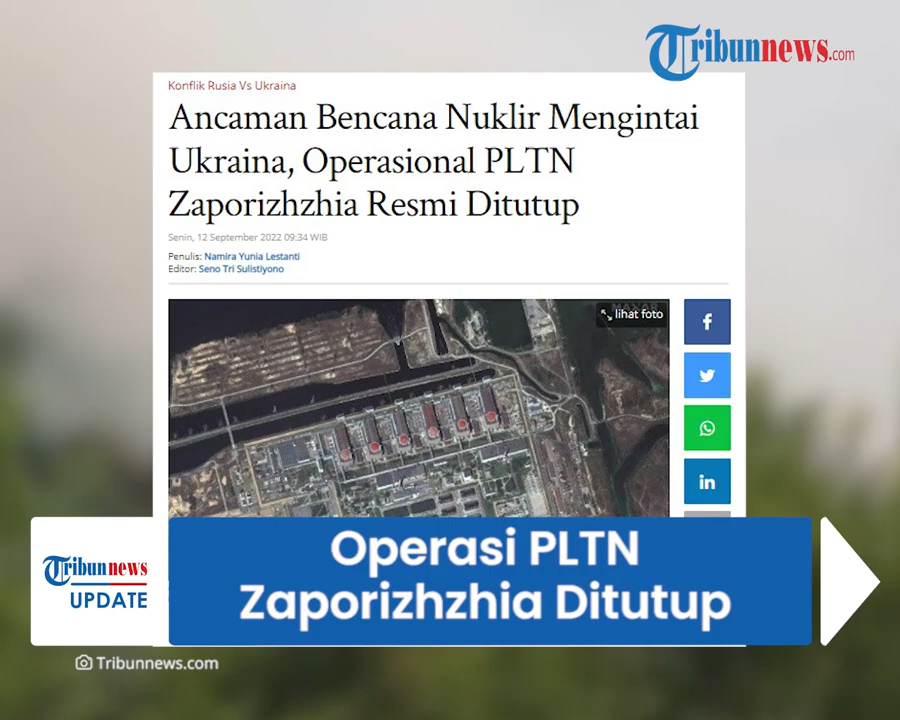 Tribunnews.com
Konflik Rusia Vs Ukraina
Ancaman Bencana Nuklir Mengintai
Ukraina, Operasional PLTN
Zaporizhzhia Resmi Ditutup
Senin, 12 September 2022 09:34 WIB
Penulis: Namira Yunia Lestanti
Editor: Seno Tri Sulistiyono
MAXAR
lihat foto
f
in
Operasi PLTN
Zaporizhzhia Ditutup
Tribunnews
UPDATE
Tribunnews.com